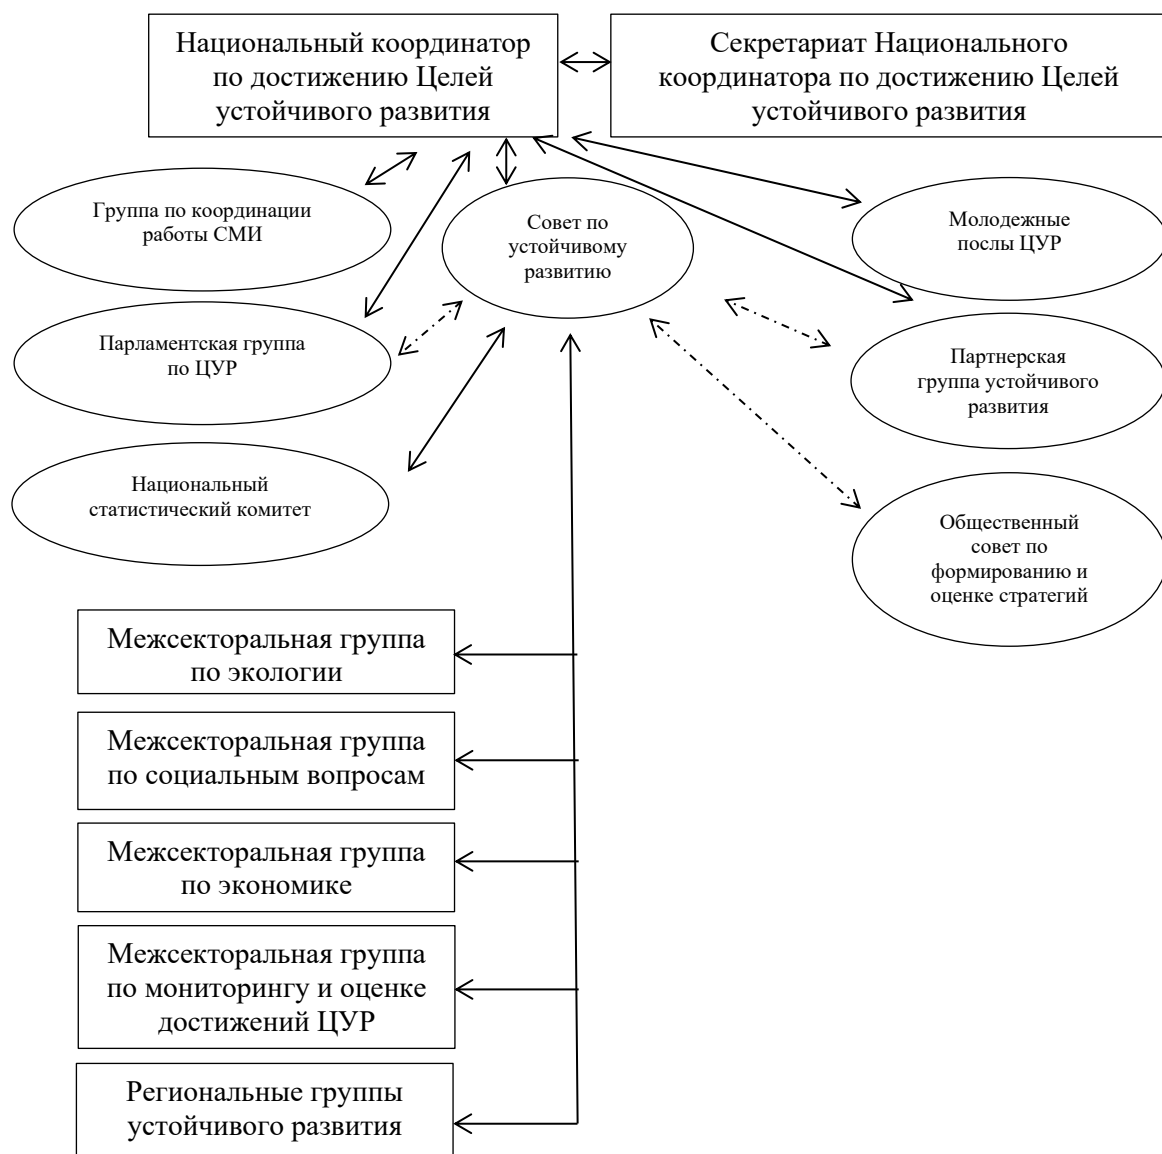 Национальный координатор
по достижению Целей
устойчивого развития
Секретариат Национального
координатора по достижению Целей
устойчивого развития
Группа по координации
работы СМИ
Совет по
устойчивому
развитию
Молодежные
послы ЦУР
Парламентская группа
по ЦУР
Партнерская
группа устойчивого
развития
Национальный
статистический комитет
Общественный
совет по
формированию и
оценке стратегий
Межсекторальная группа
по экологии
Межсекторальная группа
по социальным вопросам
Межсекторальная группа
по экономике
Межсекторальная группа
по мониторингу и оценке
достижений ЦУР
Региональные группы
устойчивого развития